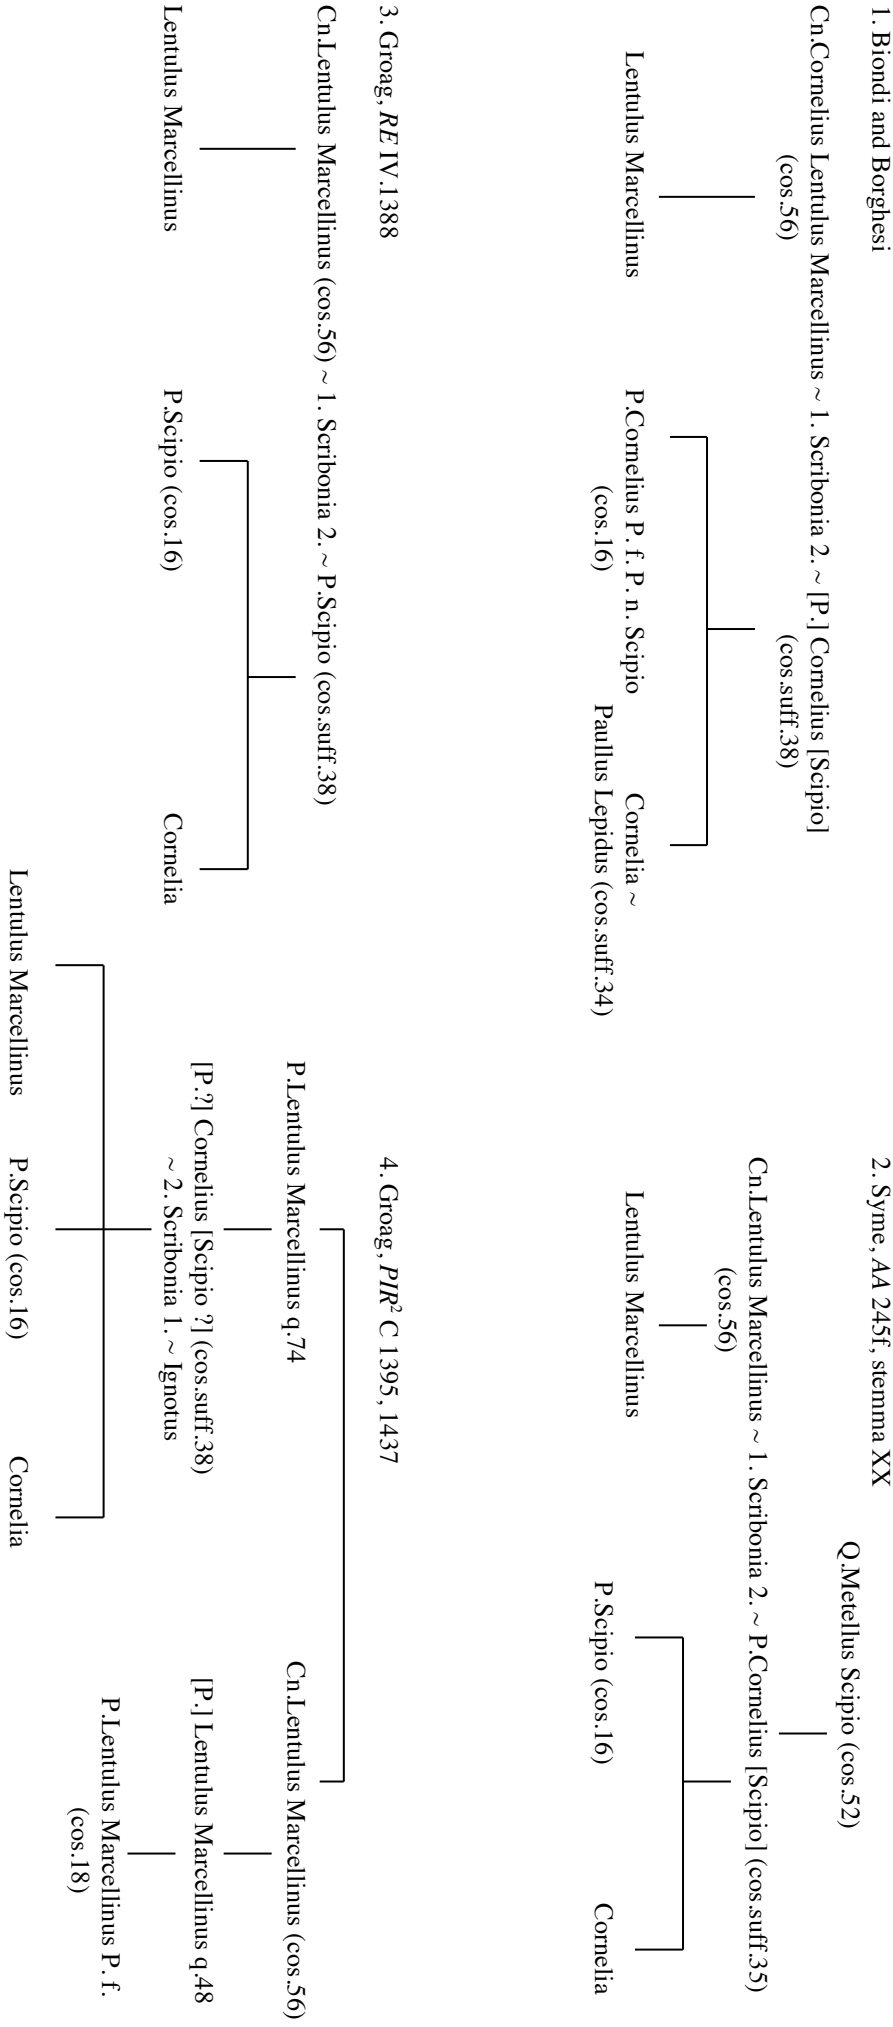 1. Biondi and Borghesi
Cn.Cornelius Lentulus Marcellinus ~ 1. Scribonia 2. ~ [P.] Cornelius [Scipio]
(cos.56)
(cos.suff.38)
Lentulus Marcellinus
P.Cornelius P. f. P. n. Scipio
(cos.16)
Cornelia ~
Paullus Lepidus (cos.suff.34)
2. Syme, AA 245f, stemma XX
Q.Metellus Scipio (cos.52)
Cn.Lentulus Marcellinus ~ 1. Scribonia 2. ~ P.Cornelius [Scipio] (cos.suff.35)
(cos.56)
Lentulus Marcellinus
P.Scipio (cos.16)
Cornelia
3. Groag, RE IV.1388
Cn.Lentulus Marcellinus (cos.56) ~ 1. Scribonia 2. ~ P.Scipio (cos.suff.38)
Lentulus Marcellinus
P.Scipio (cos.16)
Cornelia
4. Groag, PIR² C 1395, 1437
P.Lentulus Marcellinus q.74
Cn.Lentulus Marcellinus (cos.56)
[P.?] Cornelius [Scipio ?] (cos.suff.38)
~ 2. Scribonia 1. ~ Ignotus
[P.] Lentulus Marcellinus q.48
P.Lentulus Marcellinus P. f.
(cos.18)
Lentulus Marcellinus
P.Scipio (cos.16)
Cornelia